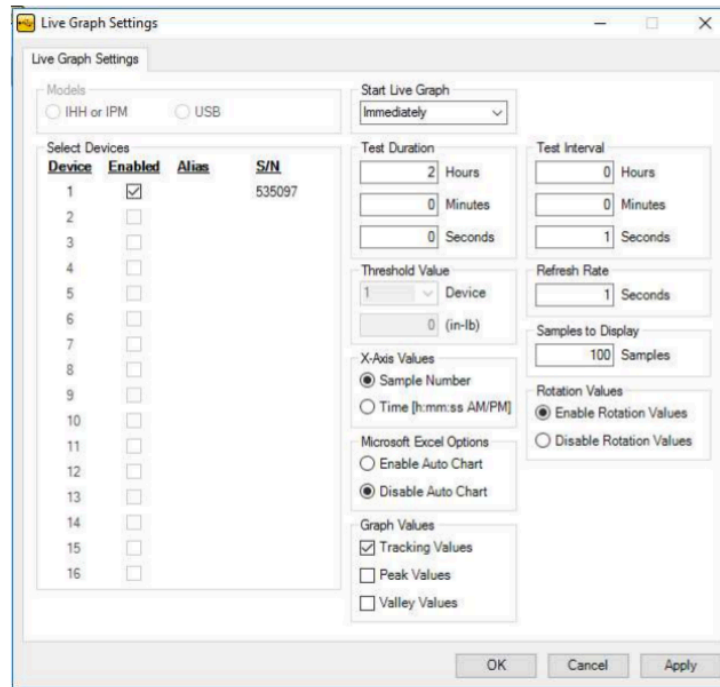 Live Graph Settings
Live Graph Settings
Models
IHH or IPM
USB
Select Devices
Device Enabled Alias S/N
1 535097
2
3
4
5
6
7
8
9
10
11
12
13
14
15
16
Start Live Graph
Immediately
Test Duration
2 Hours
0 Minutes
0 Seconds
Test Interval
0 Hours
0 Minutes
1 Seconds
Threshold Value
1 Device
0 (in-lb)
Refresh Rate
1 Seconds
Samples to Display
100 Samples
X-Axis Values
Sample Number
Time [h:mm:ss AM/PM]
Rotation Values
Enable Rotation Values
Disable Rotation Values
Microsoft Excel Options
Enable Auto Chart
Disable Auto Chart
Graph Values
Tracking Values
Peak Values
Valley Values
OK
Cancel
Apply